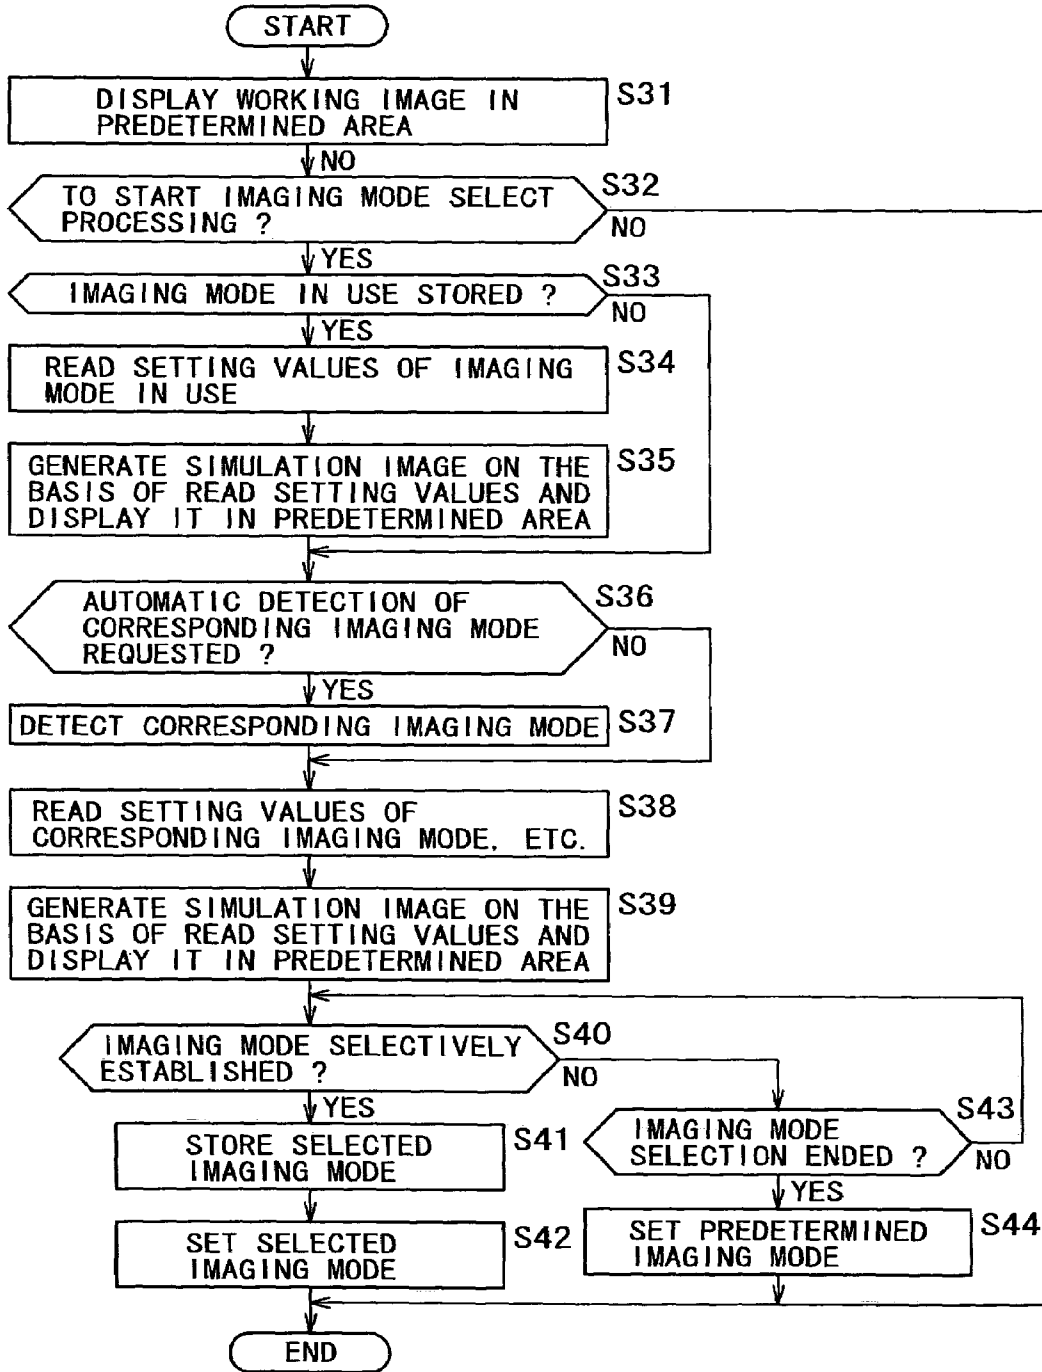 START
DISPLAY WORKING IMAGE IN
PREDETERMINED AREA
S31
NO
TO START IMAGING MODE SELECT
PROCESSING ?
S32
NO
YES
IMAGING MODE IN USE STORED ?
S33
NO
YES
READ SETTING VALUES OF IMAGING
MODE IN USE
S34
GENERATE SIMULATION IMAGE ON THE
BASIS OF READ SETTING VALUES AND
DISPLAY IT IN PREDETERMINED AREA
S35
AUTOMATIC DETECTION OF
CORRESPONDING IMAGING MODE
REQUESTED ?
S36
NO
YES
DETECT CORRESPONDING IMAGING MODE
S37
READ SETTING VALUES OF
CORRESPONDING IMAGING MODE, ETC.
S38
GENERATE SIMULATION IMAGE ON THE
BASIS OF READ SETTING VALUES AND
DISPLAY IT IN PREDETERMINED AREA
S39
IMAGING MODE SELECTIVELY
ESTABLISHED ?
S40
NO
YES
STORE SELECTED
IMAGING MODE
S41
IMAGING MODE
SELECTION ENDED ?
S43
NO
YES
SET SELECTED
IMAGING MODE
S42
SET PREDETERMINED
IMAGING MODE
S44
END